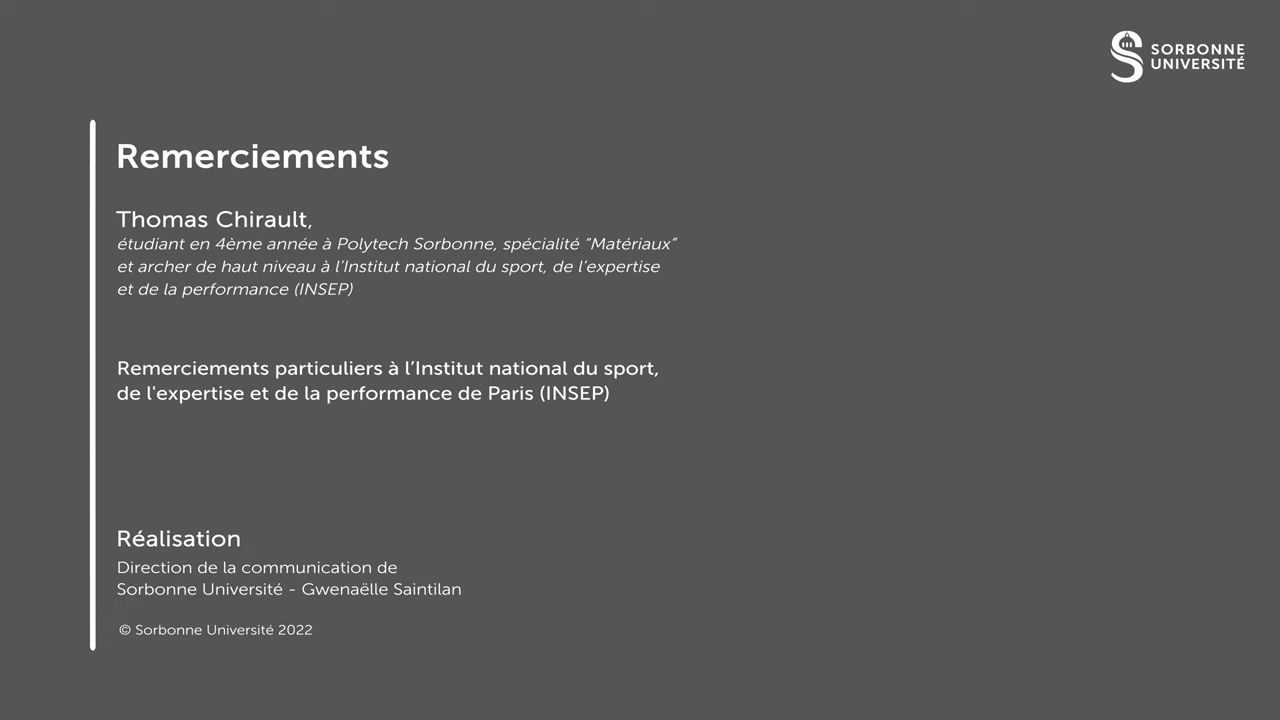 SORBONNE
UNIVERSITÉ
Remerciements
Thomas Chirault,
étudiant en 4ème année à Polytech Sorbonne, spécialité “Matériaux”
et archer de haut niveau à l’Institut national du sport, de l’expertise
et de la performance (INSEP)
Remerciements particuliers à l’Institut national du sport,
de l'expertise et de la performance de Paris (INSEP)
Réalisation
Direction de la communication de
Sorbonne Université - Gwenaëlle Saintilan
© Sorbonne Université 2022